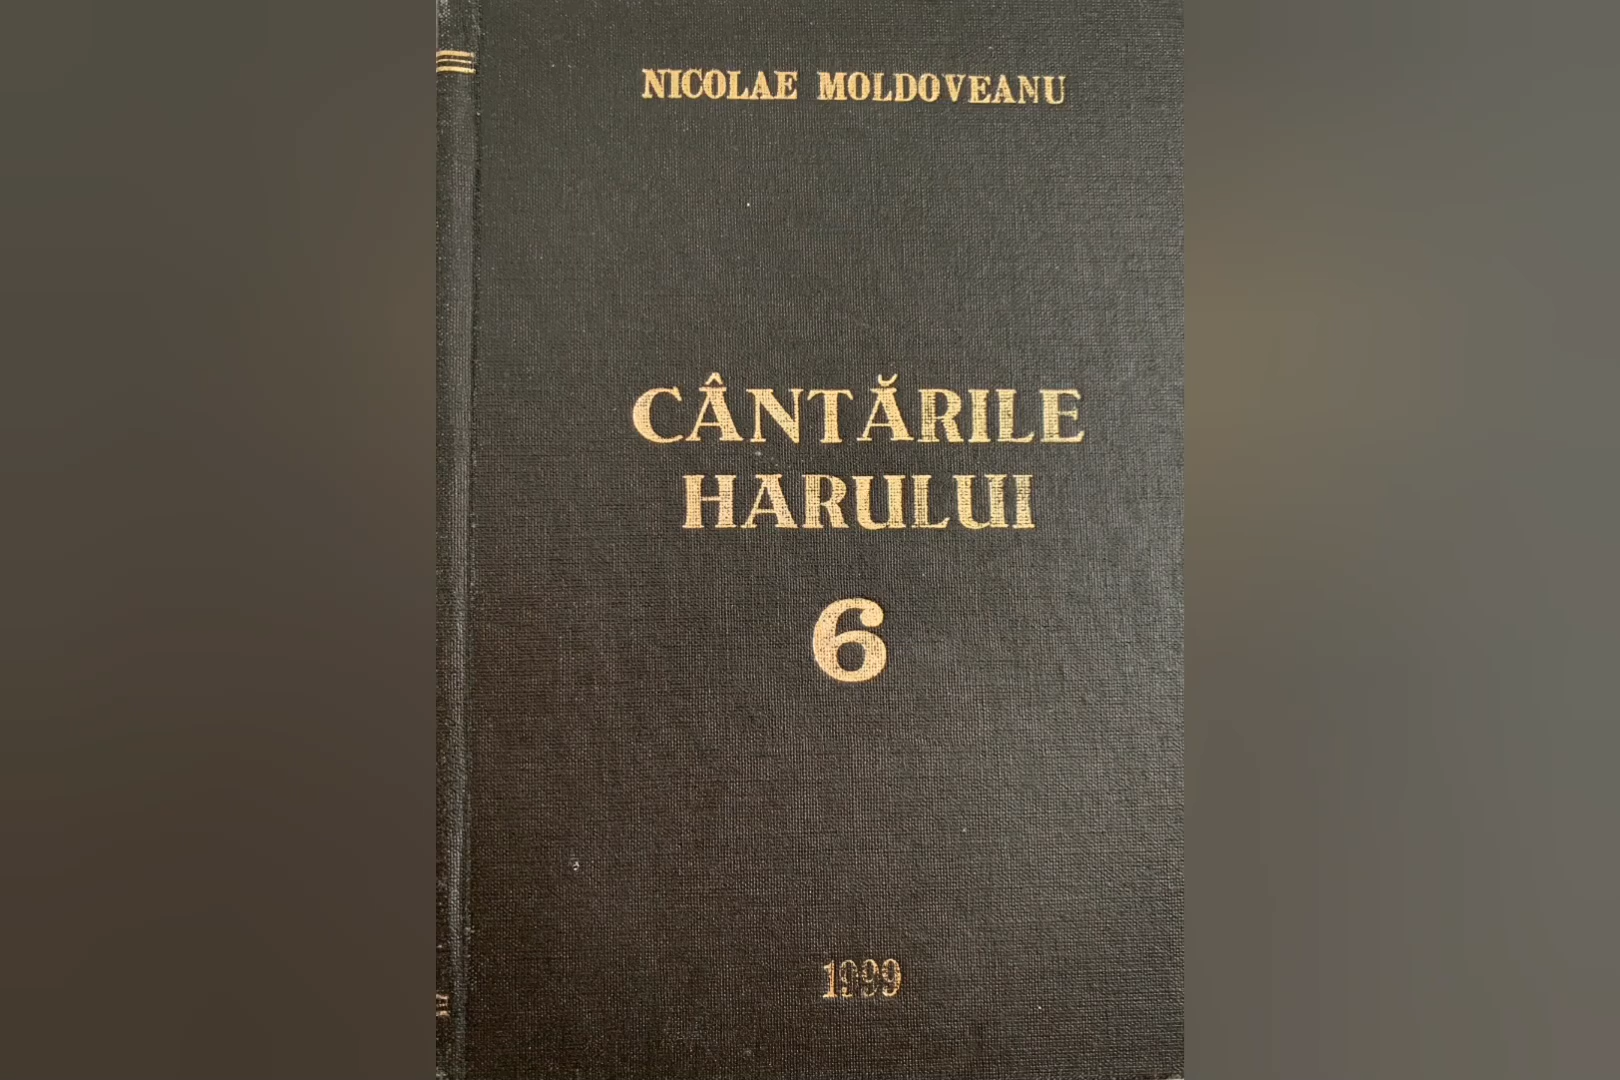 NICOLAE MOLDOVEANU
CÂNTĂRILE
HARULUI
6
1999